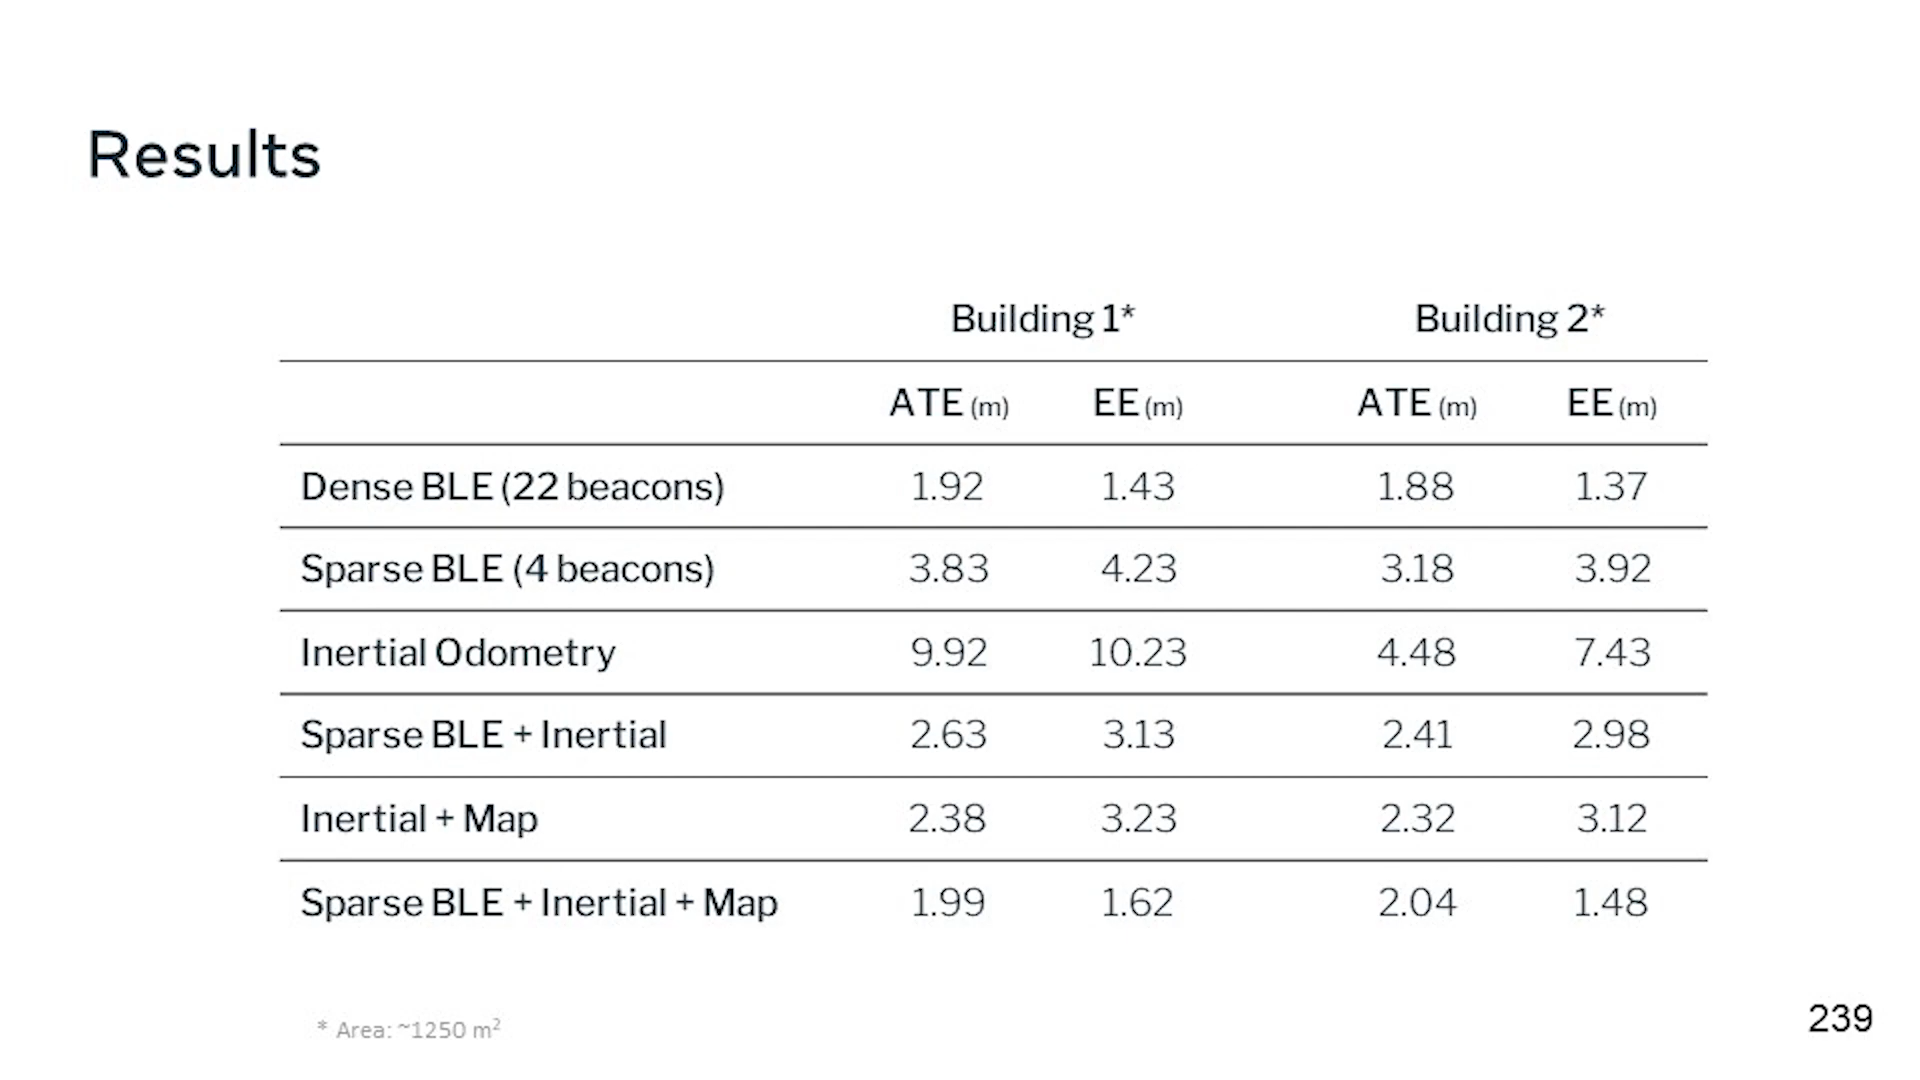 Results
Building 1* Building 2*
ATE (m) EE (m) ATE (m) EE (m)
Dense BLE (22 beacons) 1.92 1.43 1.88 1.37
Sparse BLE (4 beacons) 3.83 4.23 3.18 3.92
Inertial Odometry 9.92 10.23 4.48 7.43
Sparse BLE + Inertial 2.63 3.13 2.41 2.98
Inertial + Map 2.38 3.23 2.32 3.12
Sparse BLE + Inertial + Map 1.99 1.62 2.04 1.48
* Area: ~1250 m²
239